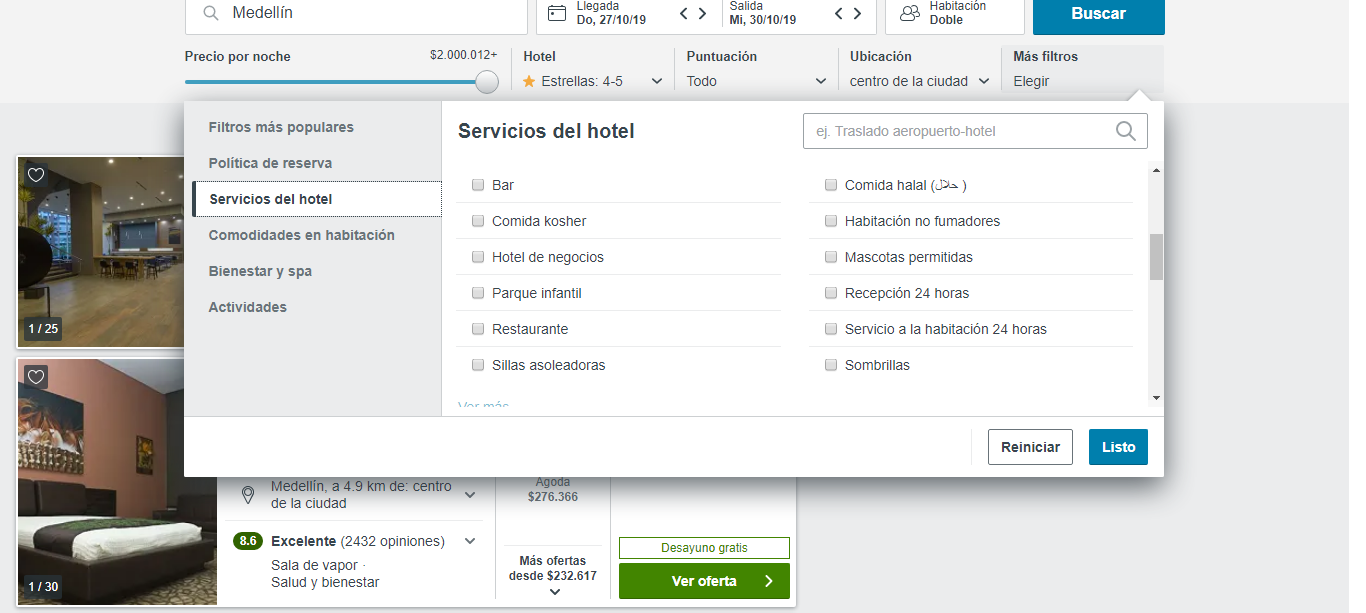 Medellín
Llegada
Do, 27/10/19
Salida
Mi, 30/10/19
Habitación
Doble
Buscar
Precio por noche
$2.000.012+
Hotel
Estrellas: 4-5
Puntuación
Todo
Ubicación
centro de la ciudad
Más filtros
Elegir
Filtros más populares
Política de reserva
Servicios del hotel
Comodidades en habitación
Bienestar y spa
Actividades
Servicios del hotel
ej. Traslado aeropuerto-hotel
Bar
Comida halal (حلال )
Comida kosher
Habitación no fumadores
Hotel de negocios
Mascotas permitidas
Parque infantil
Recepción 24 horas
Restaurante
Servicio a la habitación 24 horas
Sillas asoleadoras
Sombrillas
Ver más
Reiniciar
Listo
1 / 25
1 / 30
Medellín, a 4.9 km de: centro
de la ciudad
8.6 Excelente (2432 opiniones)
Sala de vapor ·
Salud y bienestar
Agoda
$276.366
Más ofertas
desde $232.617
Desayuno gratis
Ver oferta